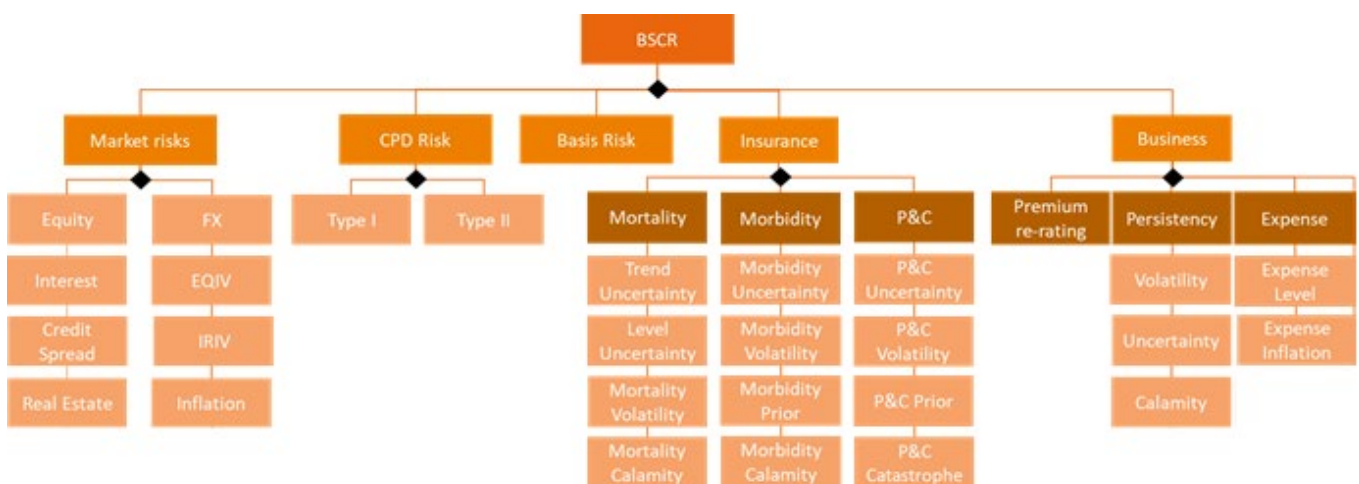 BSCR
Market risks
CPD Risk
Basis Risk
Insurance
Business
Equity
FX
Type I
Type II
Mortality
Morbidity
P&C
Premium
re-rating
Persistency
Expense
Interest
EQIV
Trend
Uncertainty
Morbidity
Uncertainty
P&C
Uncertainty
Volatility
Expense
Level
Credit
Spread
IRIV
Level
Uncertainty
Morbidity
Volatility
P&C
Volatility
Uncertainty
Expense
Inflation
Real Estate
Inflation
Mortality
Volatility
Morbidity
Prior
P&C Prior
Calamity
Mortality
Calamity
Morbidity
Calamity
P&C
Catastrophe